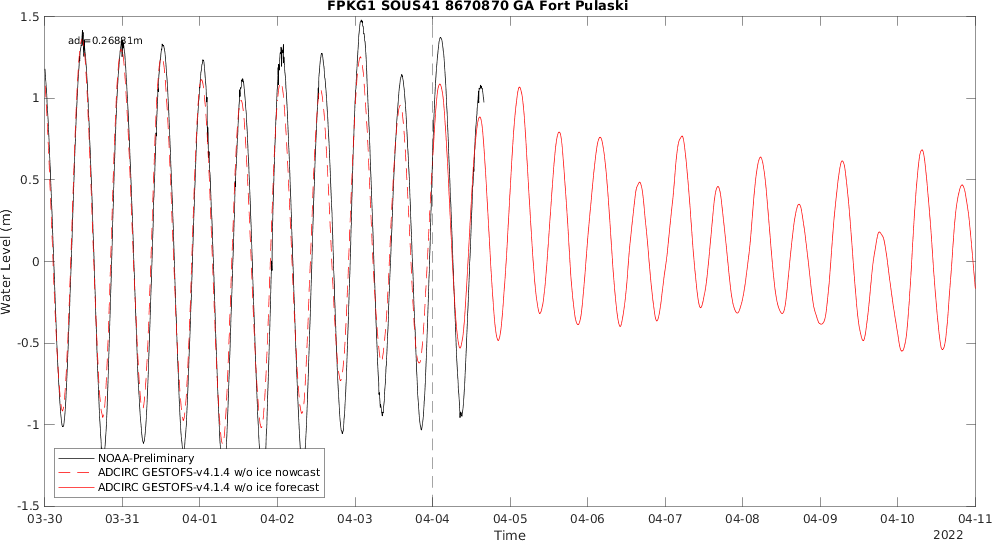 FPKG1 SOUS41 8670870 GA Fort Pulaski
1.5
1
0.5
0
-0.5
-1
-1.5
Water Level (m)
adj=0.26831m
NOAA-Preliminary
ADCIRC GESTOFS-v4.1.4 w/o ice nowcast
ADCIRC GESTOFS-v4.1.4 w/o ice forecast
03-30 03-31 04-01 04-02 04-03 04-04 04-05 04-06 04-07 04-08 04-09 04-10 04-11
Time
2022